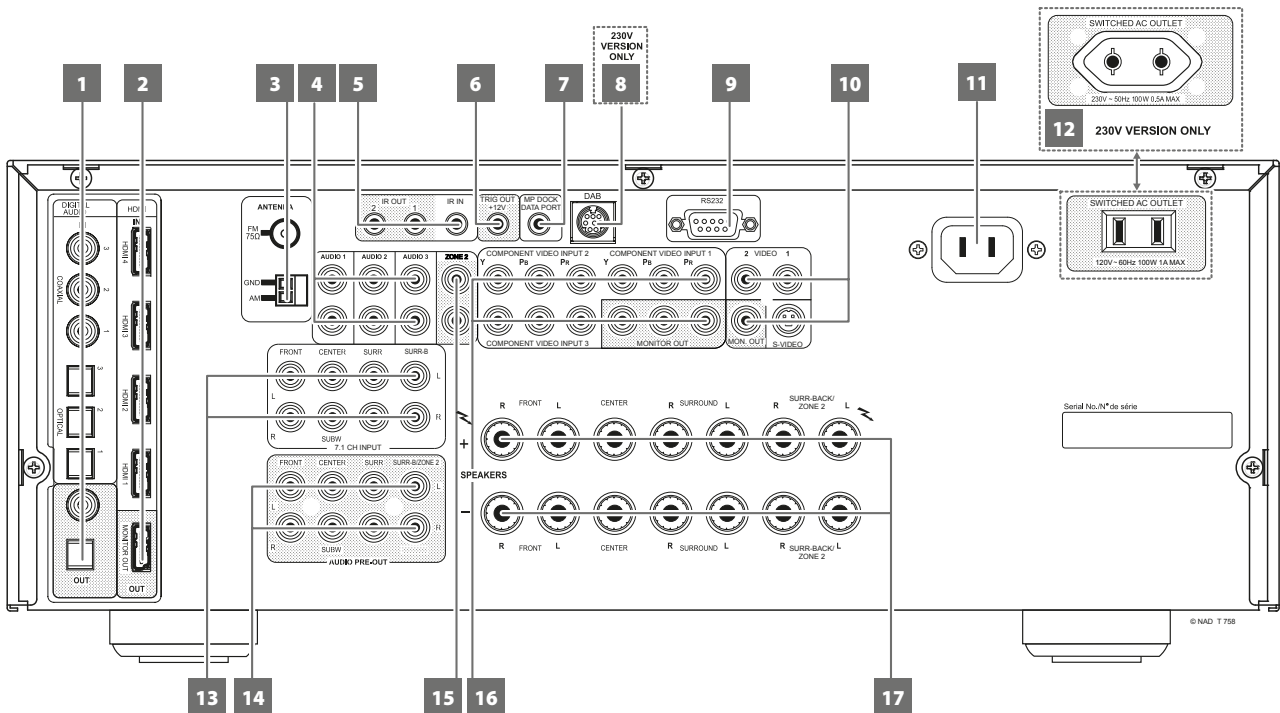 230V
VERSION
ONLY
SWITCHED AC OUTLET
230V ~ 50Hz 100W 0.5A MAX
12 230V VERSION ONLY
1 2 3 4 5 6 7 8 9 10 11
DIGITAL
AUDIO
IN
3
2
1
COAXIAL
3
2
1
OPTICAL
OUT
HDMI
IN
HDMI 4
HDMI 3
HDMI 2
HDMI 1
MONITOR OUT
OUT
ANTENNA
FM
75Ω
GND
AM
IR OUT
2 1
IR IN
TRIG OUT
+12V
MP DOCK
DATA PORT
DAB
RS232
SWITCHED AC OUTLET
120V ~ 60Hz 100W 1A MAX
AUDIO 1 AUDIO 2 AUDIO 3 ZONE 2
COMPONENT VIDEO INPUT 2 COMPONENT VIDEO INPUT 1
Y PB PR Y PB PR
2 VIDEO 1
COMPONENT VIDEO INPUT 3 MONITOR OUT
MON. OUT S-VIDEO
FRONT CENTER SURR SURR-B
L L
R R
SUBW
7.1 CH INPUT
FRONT CENTER SURR SURR-B/ZONE 2
L L
R R
SUBW
AUDIO PRE-OUT
R FRONT L CENTER R SURROUND L R SURR-BACK/
ZONE 2 L
+
SPEAKERS
–
R FRONT L CENTER R SURROUND L R SURR-BACK/
ZONE 2 L
Serial No./N° de série
© NAD T 758
13 14 15 16 17